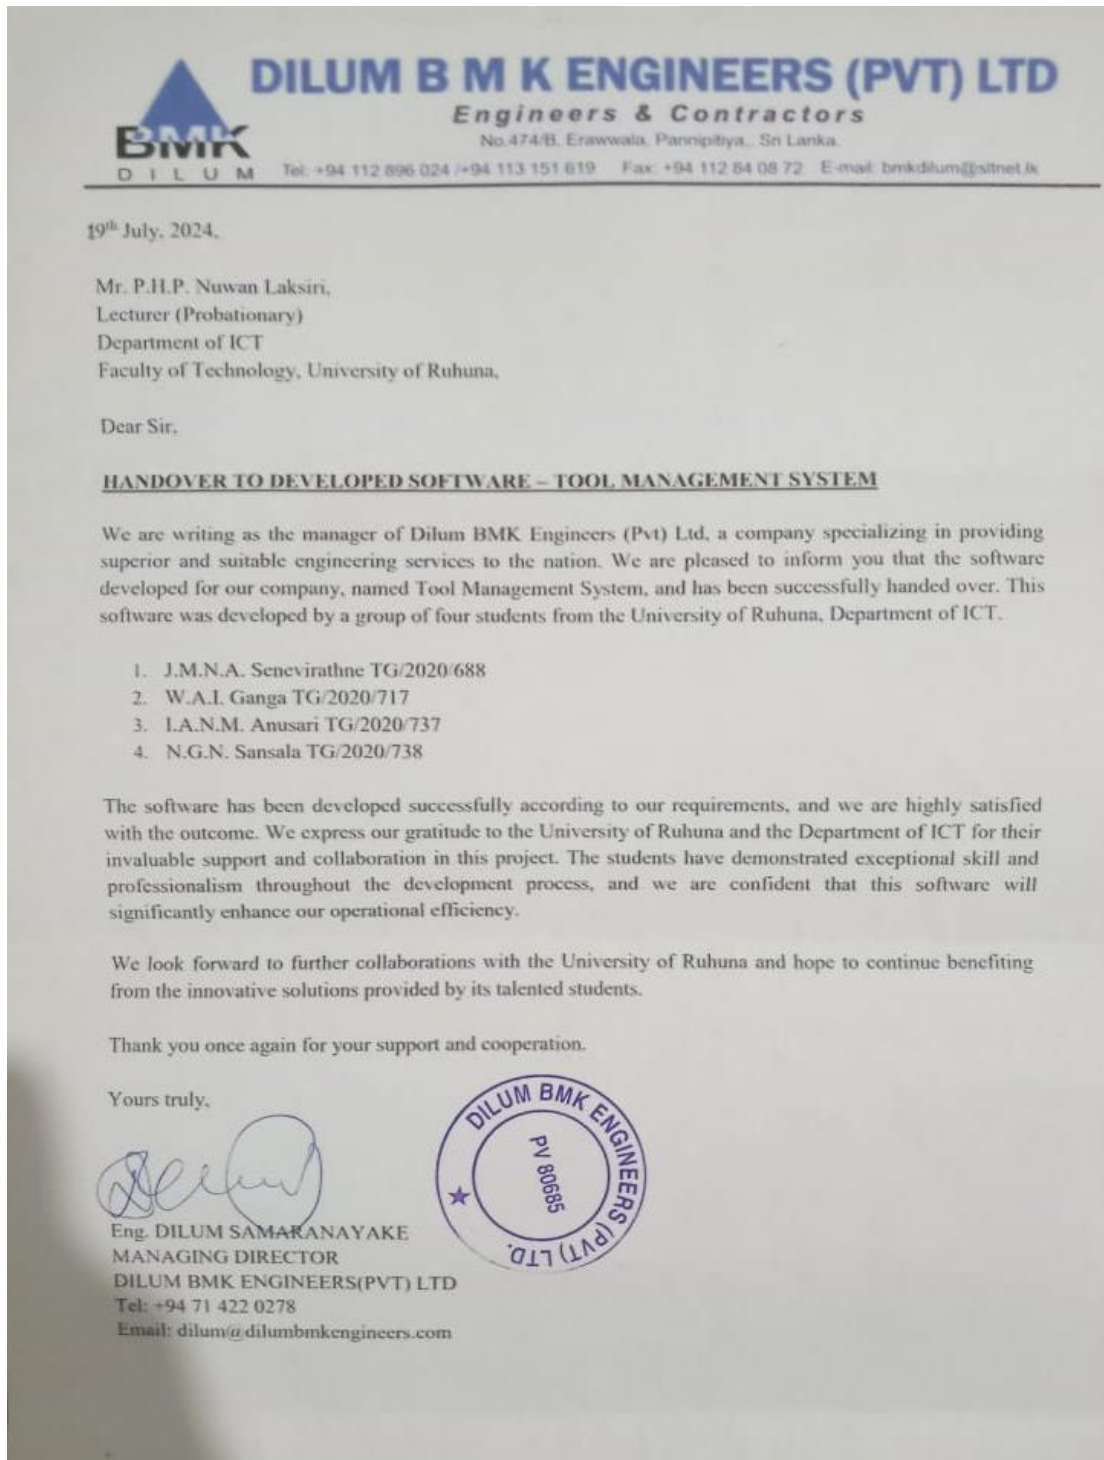 DILUM B M K ENGINEERS (PVT) LTD
Engineers & Contractors
No.474/B, Erawwala, Pannipitiya., Sri Lanka.
Tel: +94 112 896 024 /+94 113 151 619 Fax: +94 112 84 08 72 E-mail: bmkdilum@sltnet.lk
BMK
DILUM
19th July, 2024,
Mr. P.H.P. Nuwan Laksiri,
Lecturer (Probationary)
Department of ICT
Faculty of Technology, University of Ruhuna,
Dear Sir,
HANDOVER TO DEVELOPED SOFTWARE – TOOL MANAGEMENT SYSTEM
We are writing as the manager of Dilum BMK Engineers (Pvt) Ltd, a company specializing in providing
superior and suitable engineering services to the nation. We are pleased to inform you that the software
developed for our company, named Tool Management System, and has been successfully handed over. This
software was developed by a group of four students from the University of Ruhuna, Department of ICT.
1. J.M.N.A. Senevirathne TG/2020/688
2. W.A.I. Ganga TG/2020/717
3. I.A.N.M. Anusari TG/2020/737
4. N.G.N. Sansala TG/2020/738
The software has been developed successfully according to our requirements, and we are highly satisfied
with the outcome. We express our gratitude to the University of Ruhuna and the Department of ICT for their
invaluable support and collaboration in this project. The students have demonstrated exceptional skill and
professionalism throughout the development process, and we are confident that this software will
significantly enhance our operational efficiency.
We look forward to further collaborations with the University of Ruhuna and hope to continue benefiting
from the innovative solutions provided by its talented students.
Thank you once again for your support and cooperation.
Yours truly,
Eng. DILUM SAMARANAYAKE
MANAGING DIRECTOR
DILUM BMK ENGINEERS(PVT) LTD
Tel: +94 71 422 0278
Email: dilum@dilumbmkengineers.com
DILUM BMK ENGINEERS (PVT) LTD.
PV 80685